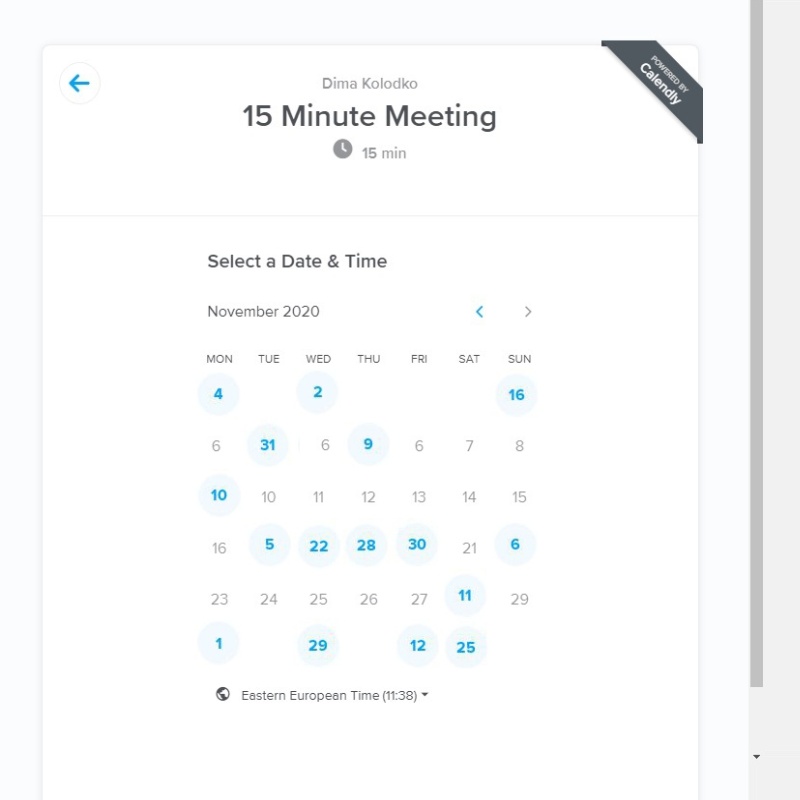 Dima Kolodko
POWERED BY
Calendly
15 Minute Meeting
15 min
Select a Date & Time
November 2020
MON TUE WED THU FRI SAT SUN
4 2 16
6 31 6 9 6 7 8
10 10 11 12 13 14 15
16 5 22 28 30 21 6
23 24 25 26 27 11 29
1 29 12 25
Eastern European Time (11:38)